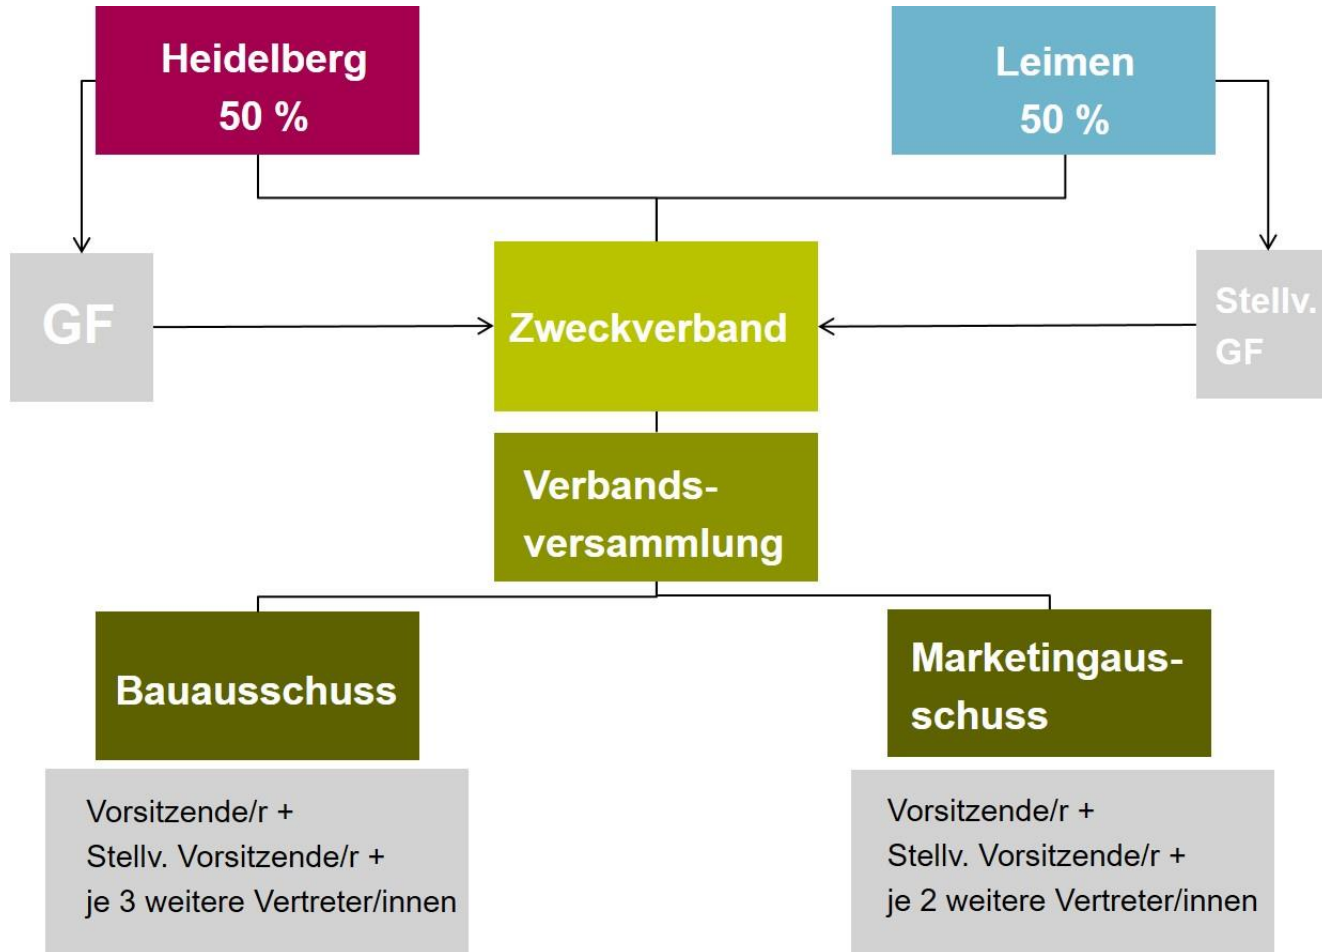 Heidelberg
50 %
Leimen
50 %
GF
Zweckverband
Stellv.
GF
Verbands-
versammlung
Bauausschuss
Marketingaus-
schuss
Vorsitzende/r +
Stellv. Vorsitzende/r +
je 3 weitere Vertreter/innen
Vorsitzende/r +
Stellv. Vorsitzende/r +
je 2 weitere Vertreter/innen